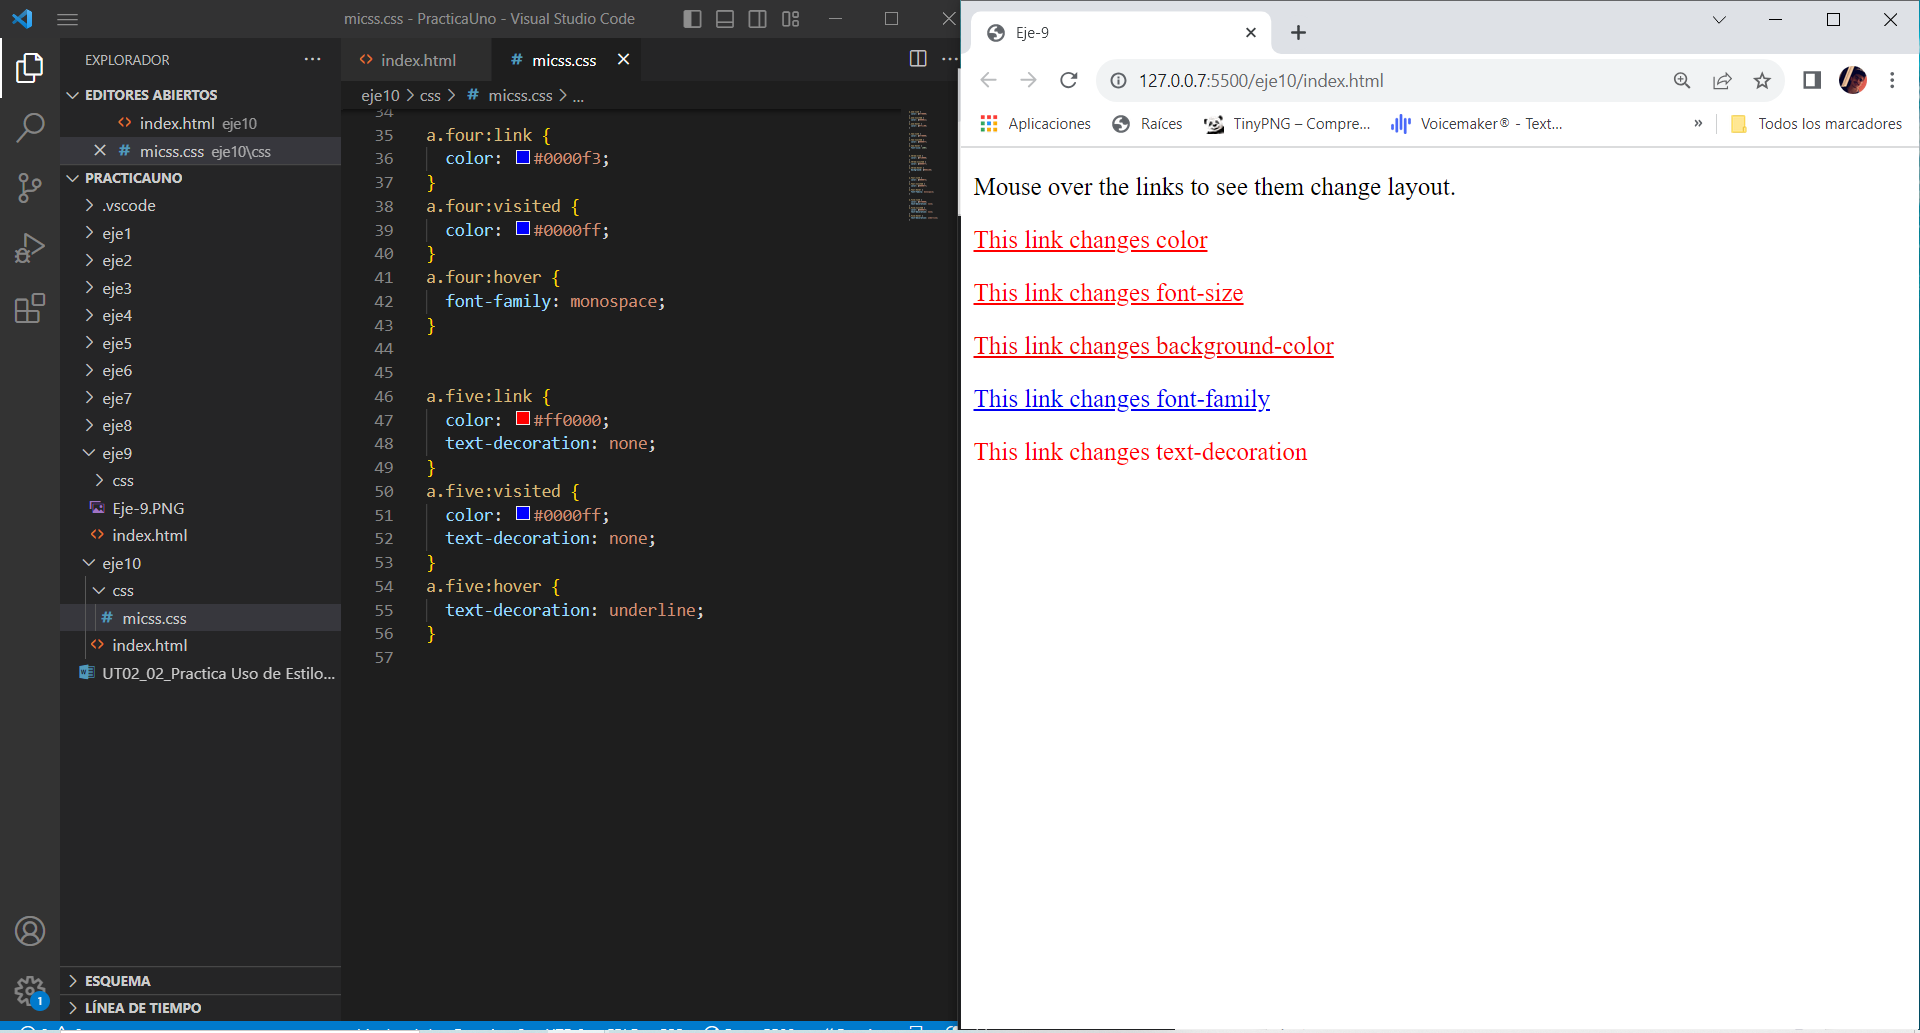 micss.css - PracticaUno - Visual Studio Code
EXPLORADOR
EDITORES ABIERTOS
index.html eje10
micss.css eje10\css
PRACTICAUNO
.vscode
eje1
eje2
eje3
eje4
eje5
eje6
eje7
eje8
eje9
css
Eje-9.PNG
index.html
eje10
css
micss.css
index.html
UT02_02_Practica Uso de Estilo...
ESQUEMA
LÍNEA DE TIEMPO
1
index.html
micss.css
eje10 > css > # micss.css > ...
34
35 a.four:link {
36 color: #0000f3;
37 }
38 a.four:visited {
39 color: #0000ff;
40 }
41 a.four:hover {
42 font-family: monospace;
43 }
44
45
46 a.five:link {
47 color: #ff0000;
48 text-decoration: none;
49 }
50 a.five:visited {
51 color: #0000ff;
52 text-decoration: none;
53 }
54 a.five:hover {
55 text-decoration: underline;
56 }
57
Eje-9
127.0.0.7:5500/eje10/index.html
Aplicaciones Raíces TinyPNG – Compre... Voicemaker® - Text... » Todos los marcadores
Mouse over the links to see them change layout.
This link changes color
This link changes font-size
This link changes background-color
This link changes font-family
This link changes text-decoration